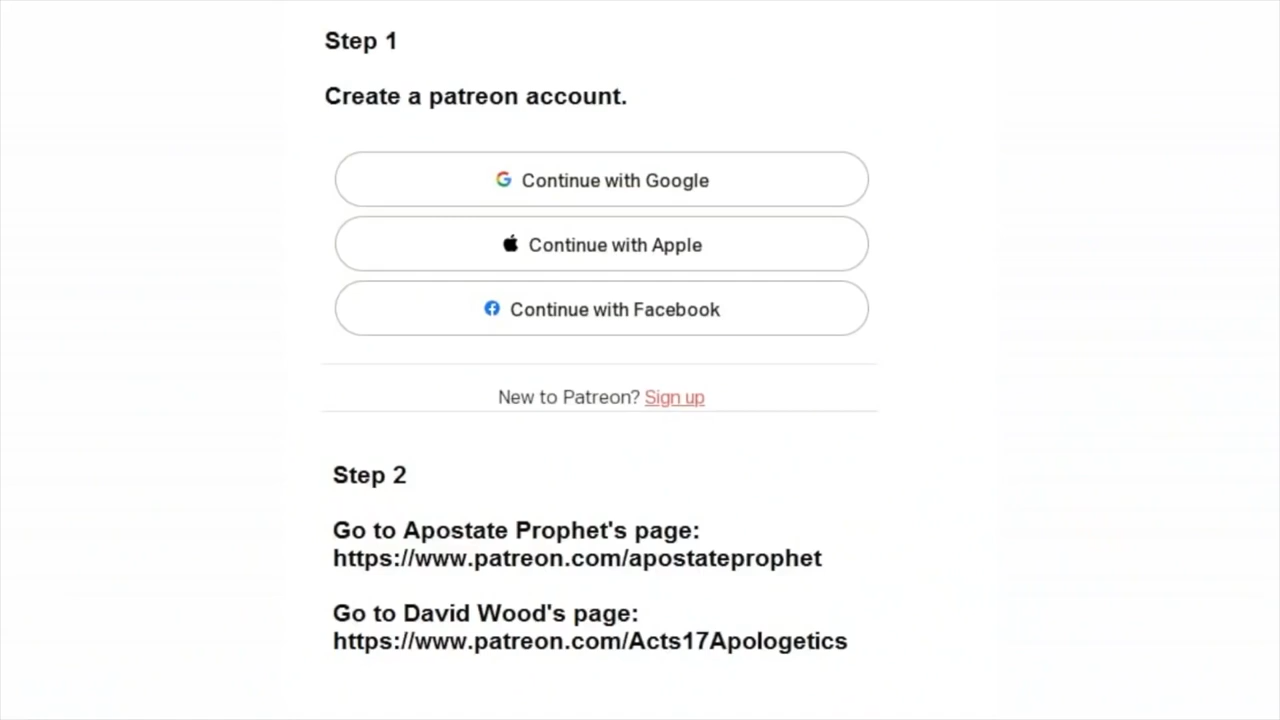 Step 1
Create a patreon account.
Continue with Google
Continue with Apple
Continue with Facebook
New to Patreon? Sign up
Step 2
Go to Apostate Prophet's page:
https://www.patreon.com/apostateprophet
Go to David Wood's page:
https://www.patreon.com/Acts17Apologetics